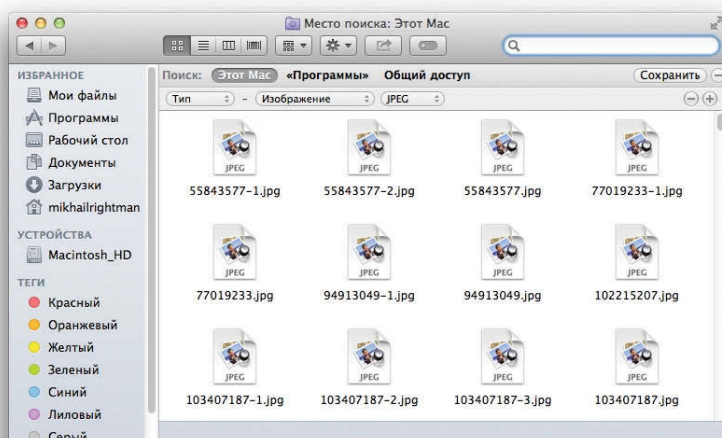 Место поиска: Этот Mac
ИЗБРАННОЕ
Мои файлы
Программы
Рабочий стол
Документы
Загрузки
mikhailrightman
УСТРОЙСТВА
Macintosh_HD
ТЕГИ
Красный
Оранжевый
Желтый
Зеленый
Синий
Лиловый
Серый
Поиск: Этот Mac «Программы» Общий доступ Сохранить
Тип - Изображение JPEG
JPEG JPEG JPEG JPEG
55843577-1.jpg 55843577-2.jpg 55843577.jpg 77019233-1.jpg
JPEG JPEG JPEG JPEG
77019233.jpg 94913049-1.jpg 94913049.jpg 102215207.jpg
JPEG JPEG JPEG JPEG
103407187-1.jpg 103407187-2.jpg 103407187-3.jpg 103407187.jpg